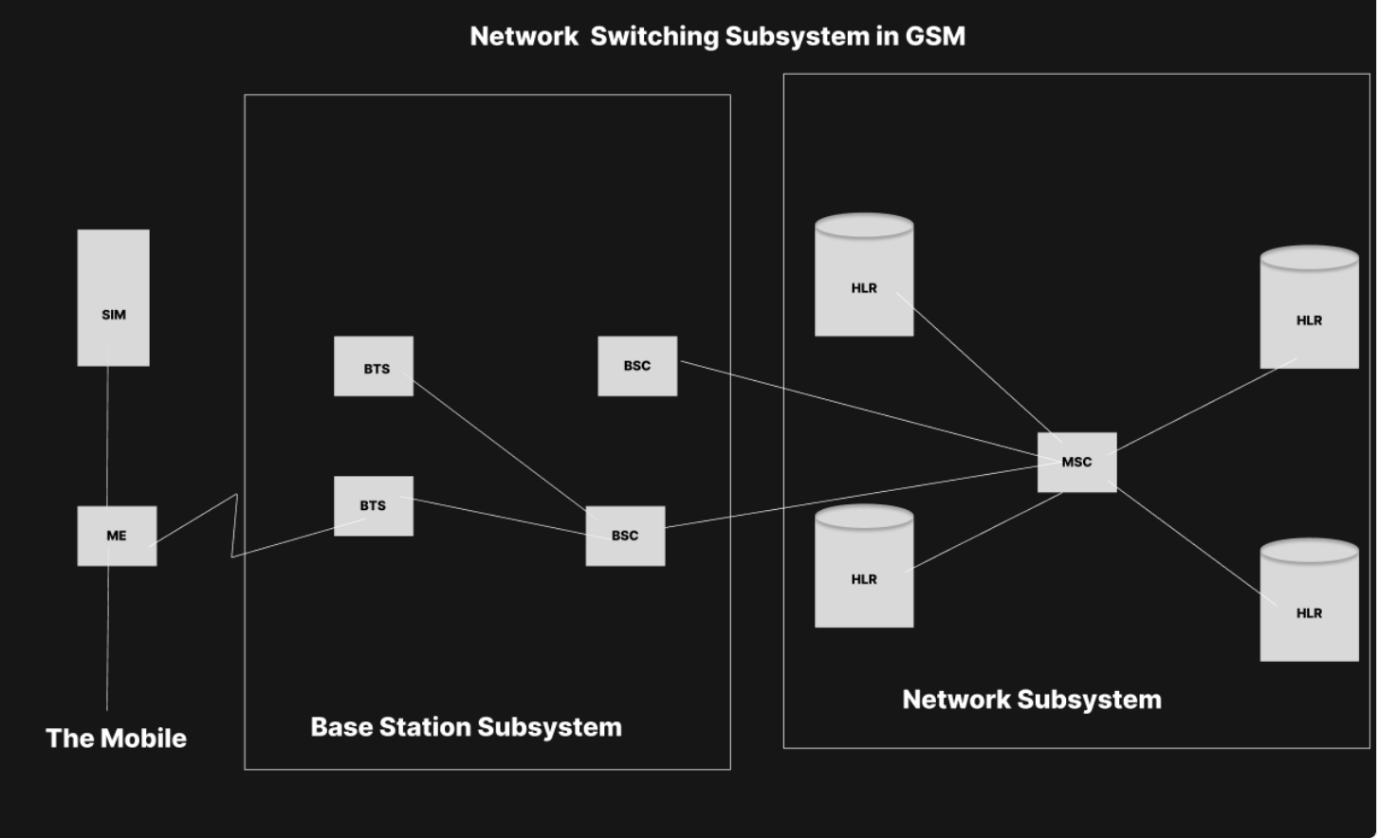 Network Switching Subsystem in GSM
SIM
ME
The Mobile
BTS
BSC
BTS
BSC
Base Station Subsystem
HLR
HLR
MSC
HLR
HLR
Network Subsystem